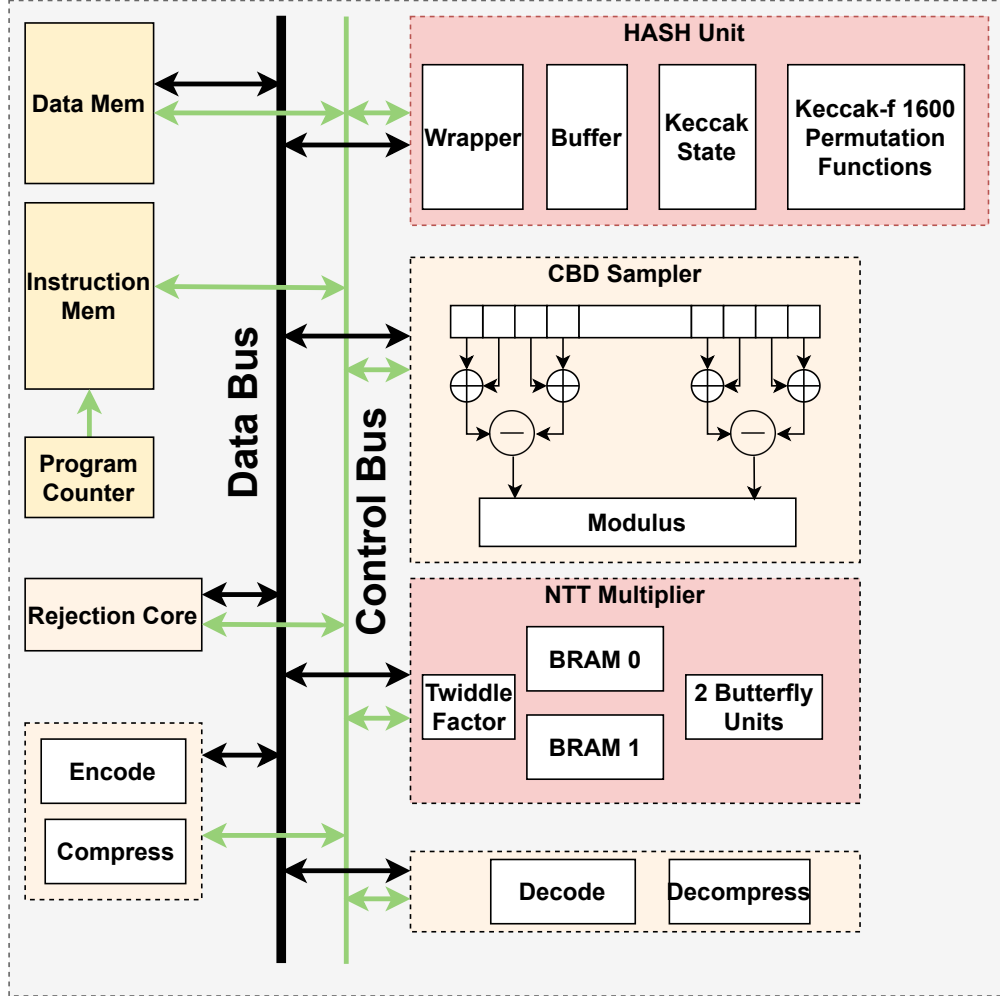 Data Mem
Instruction
Mem
Program
Counter
Rejection Core
Encode
Compress
Data Bus
Control Bus
HASH Unit
Wrapper
Buffer
Keccak
State
Keccak-f 1600
Permutation
Functions
CBD Sampler
Modulus
NTT Multiplier
Twiddle
Factor
BRAM 0
BRAM 1
2 Butterfly
Units
Decode
Decompress